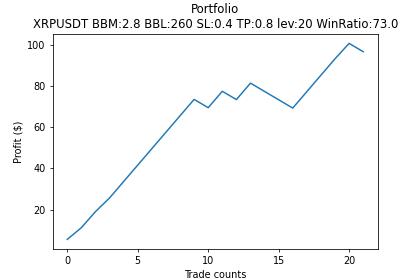 Portfolio
XRPUSDT BBM:2.8 BBL:260 SL:0.4 TP:0.8 lev:20 WinRatio:73.0
100
80
60
40
20
Profit ($)
0 5 10 15 20
Trade counts